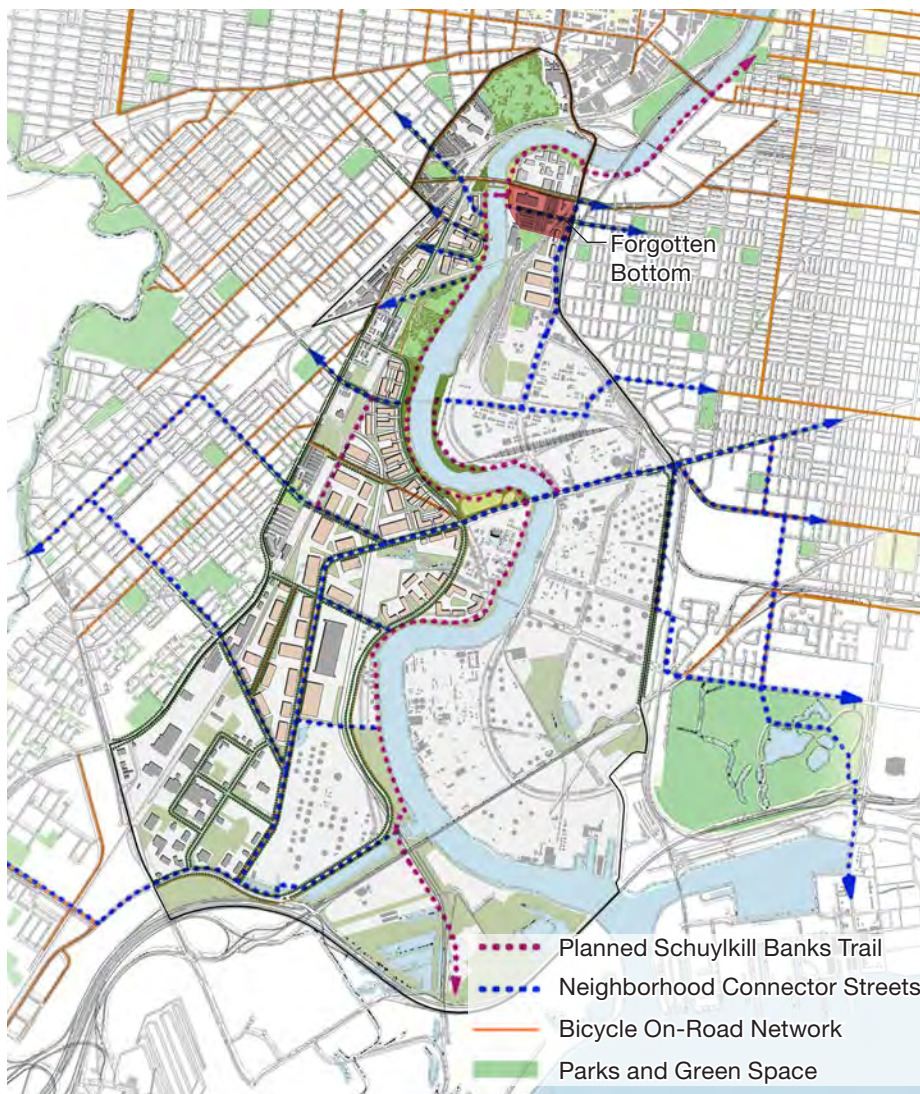 Forgotten
Bottom
Planned Schuylkill Banks Trail
Neighborhood Connector Streets
Bicycle On-Road Network
Parks and Green Space